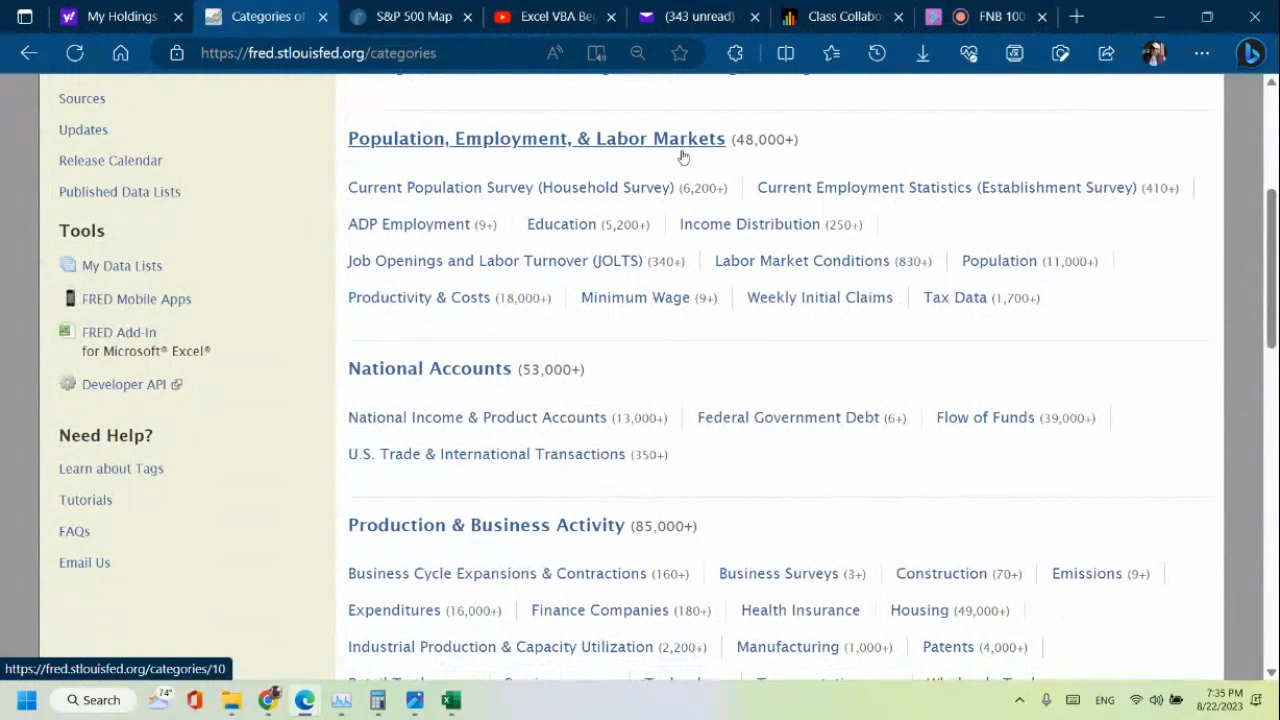 My Holdings
Categories of
S&P 500 Map
Excel VBA Be
(343 unread)
Class Collabo
FNB 100
https://fred.stlouisfed.org/categories
Sources
Updates
Release Calendar
Published Data Lists
Tools
My Data Lists
FRED Mobile Apps
FRED Add-In
for Microsoft® Excel®
Developer API
Need Help?
Learn about Tags
Tutorials
FAQs
Email Us
Population, Employment, & Labor Markets (48,000+)
Current Population Survey (Household Survey) (6,200+) Current Employment Statistics (Establishment Survey) (410+)
ADP Employment (9+) Education (5,200+) Income Distribution (250+)
Job Openings and Labor Turnover (JOLTS) (340+) Labor Market Conditions (830+) Population (11,000+)
Productivity & Costs (18,000+) Minimum Wage (9+) Weekly Initial Claims Tax Data (1,700+)
National Accounts (53,000+)
National Income & Product Accounts (13,000+) Federal Government Debt (6+) Flow of Funds (39,000+)
U.S. Trade & International Transactions (350+)
Production & Business Activity (85,000+)
Business Cycle Expansions & Contractions (160+) Business Surveys (3+) Construction (70+) Emissions (9+)
Expenditures (16,000+) Finance Companies (180+) Health Insurance Housing (49,000+)
Industrial Production & Capacity Utilization (2,200+) Manufacturing (1,000+) Patents (4,000+)
https://fred.stlouisfed.org/categories/10
Search
74°
ENG
7:35 PM
8/22/2023